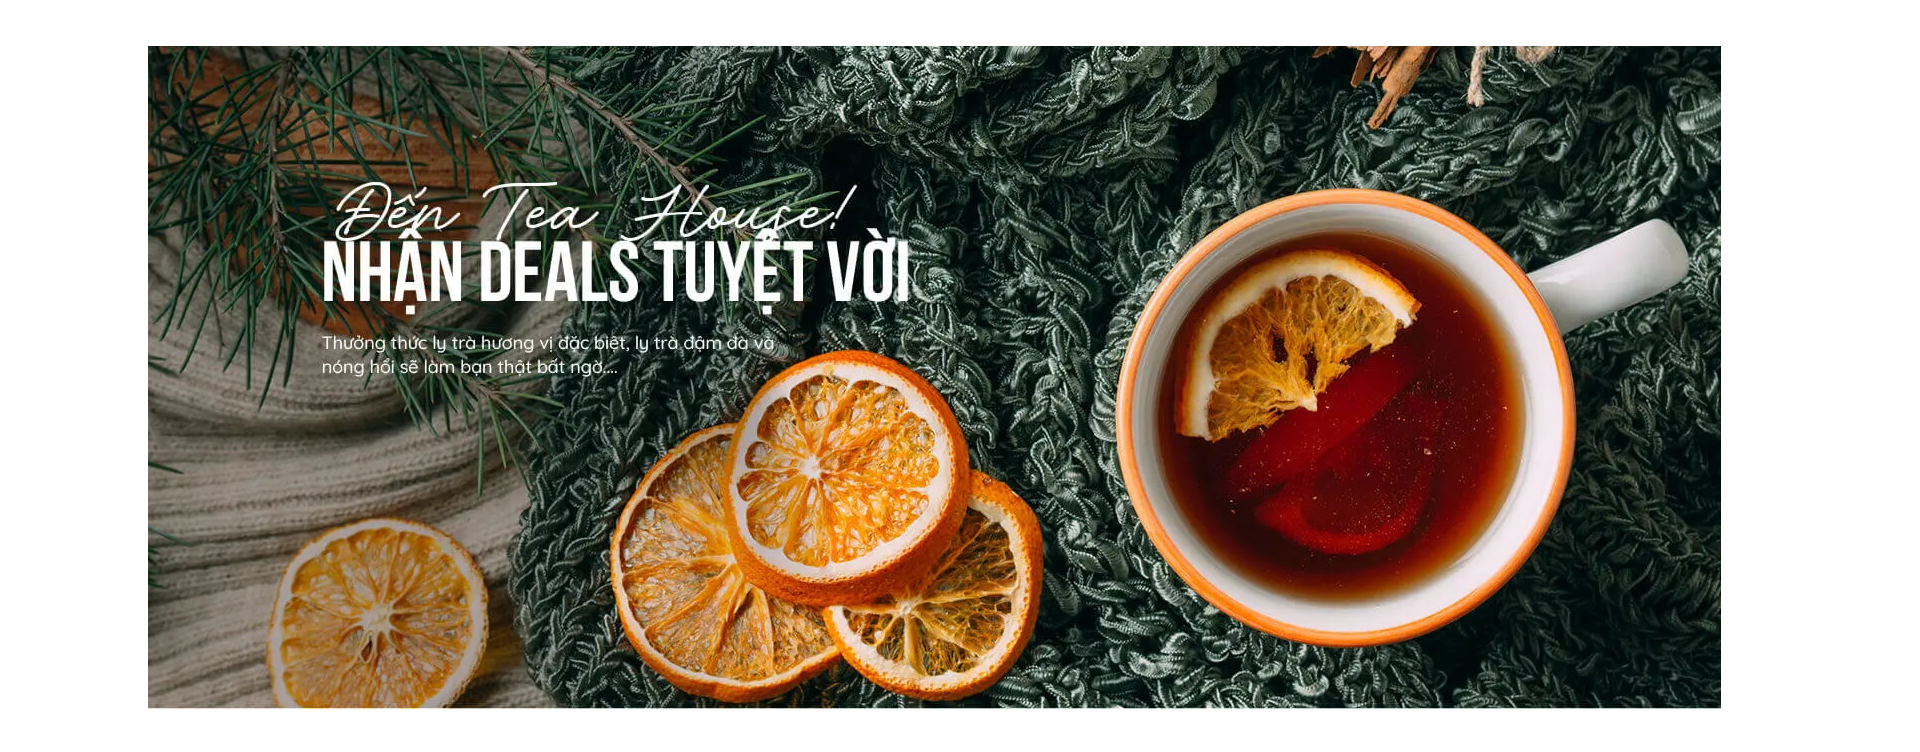 Đến Tea House!
NHẬN DEALS TUYỆT VỜI
Thưởng thức ly trà hương vị đặc biệt, ly trà đậm đà và
nóng hổi sẽ làm bạn thật bất ngờ....